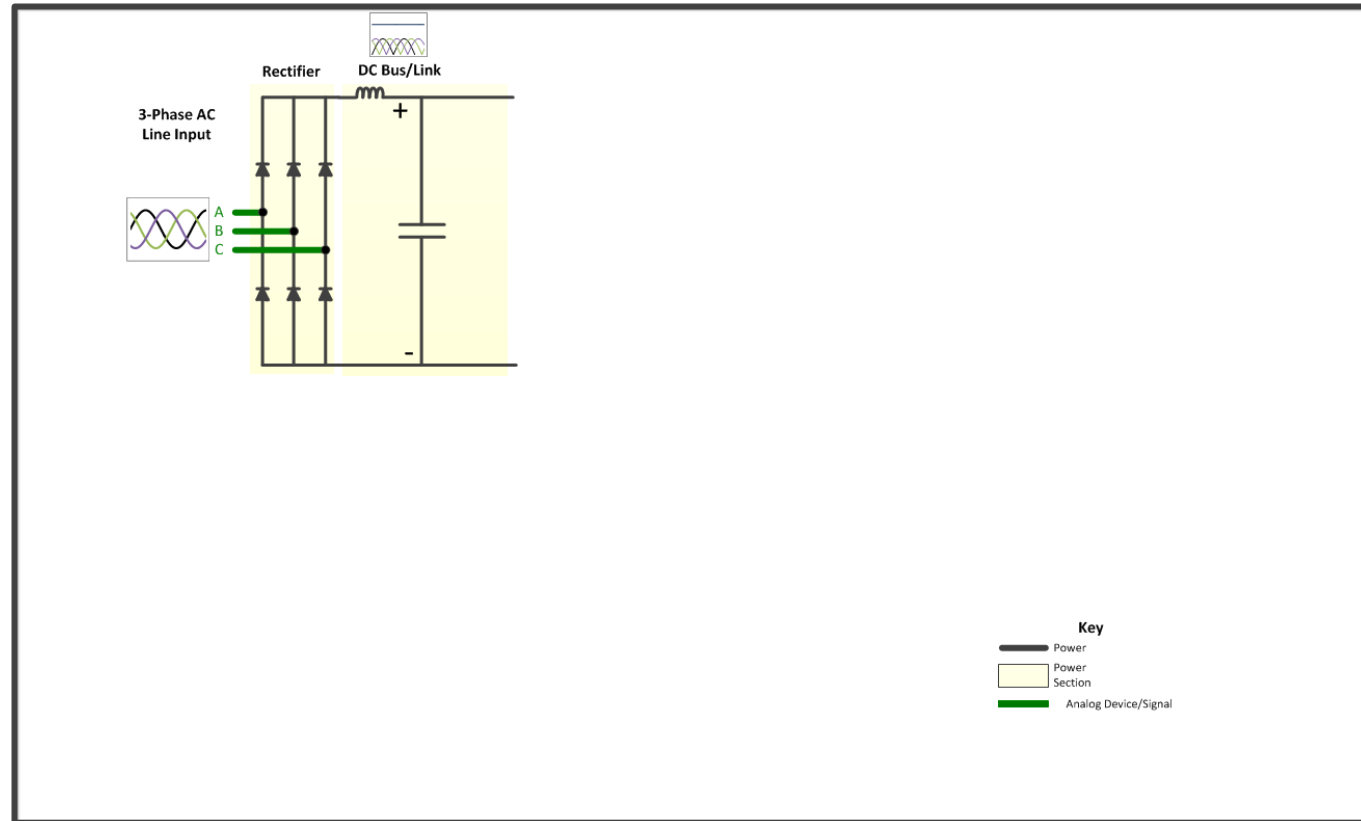 Rectifier
DC Bus/Link
3-Phase AC
Line Input
+
A
B
C
-
Key
Power
Power
Section
Analog Device/Signal